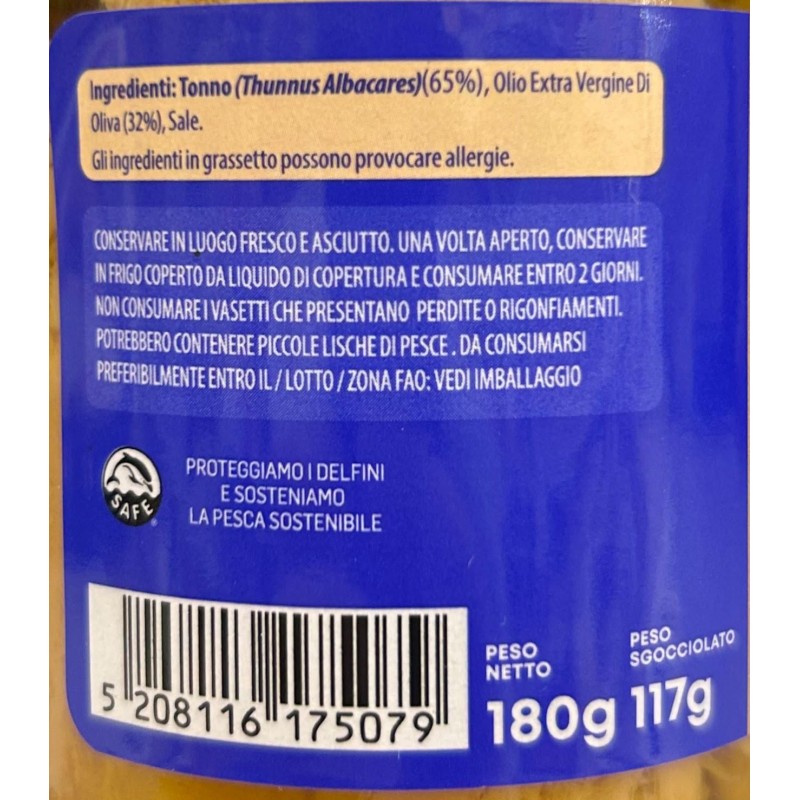 Ingredienti: Tonno (Thunnus Albacares)(65%), Olio Extra Vergine Di
Oliva (32%), Sale.
Gli ingredienti in grassetto possono provocare allergie.
CONSERVARE IN LUOGO FRESCO E ASCIUTTO. UNA VOLTA APERTO, CONSERVARE
IN FRIGO COPERTO DA LIQUIDO DI COPERTURA E CONSUMARE ENTRO 2 GIORNI.
NON CONSUMARE I VASETTI CHE PRESENTANO PERDITE O RIGONFIAMENTI.
POTREBBERO CONTENERE PICCOLE LISCHE DI PESCE. DA CONSUMARSI
PREFERIBILMENTE ENTRO IL / LOTTO / ZONA FAO: VEDI IMBALLAGGIO
SAFE
PROTEGGIAMO I DELFINI
E SOSTENIAMO
LA PESCA SOSTENIBILE
5 208116 175079
PESO
NETTO
180g
PESO
SGOCCIOLATO
117g